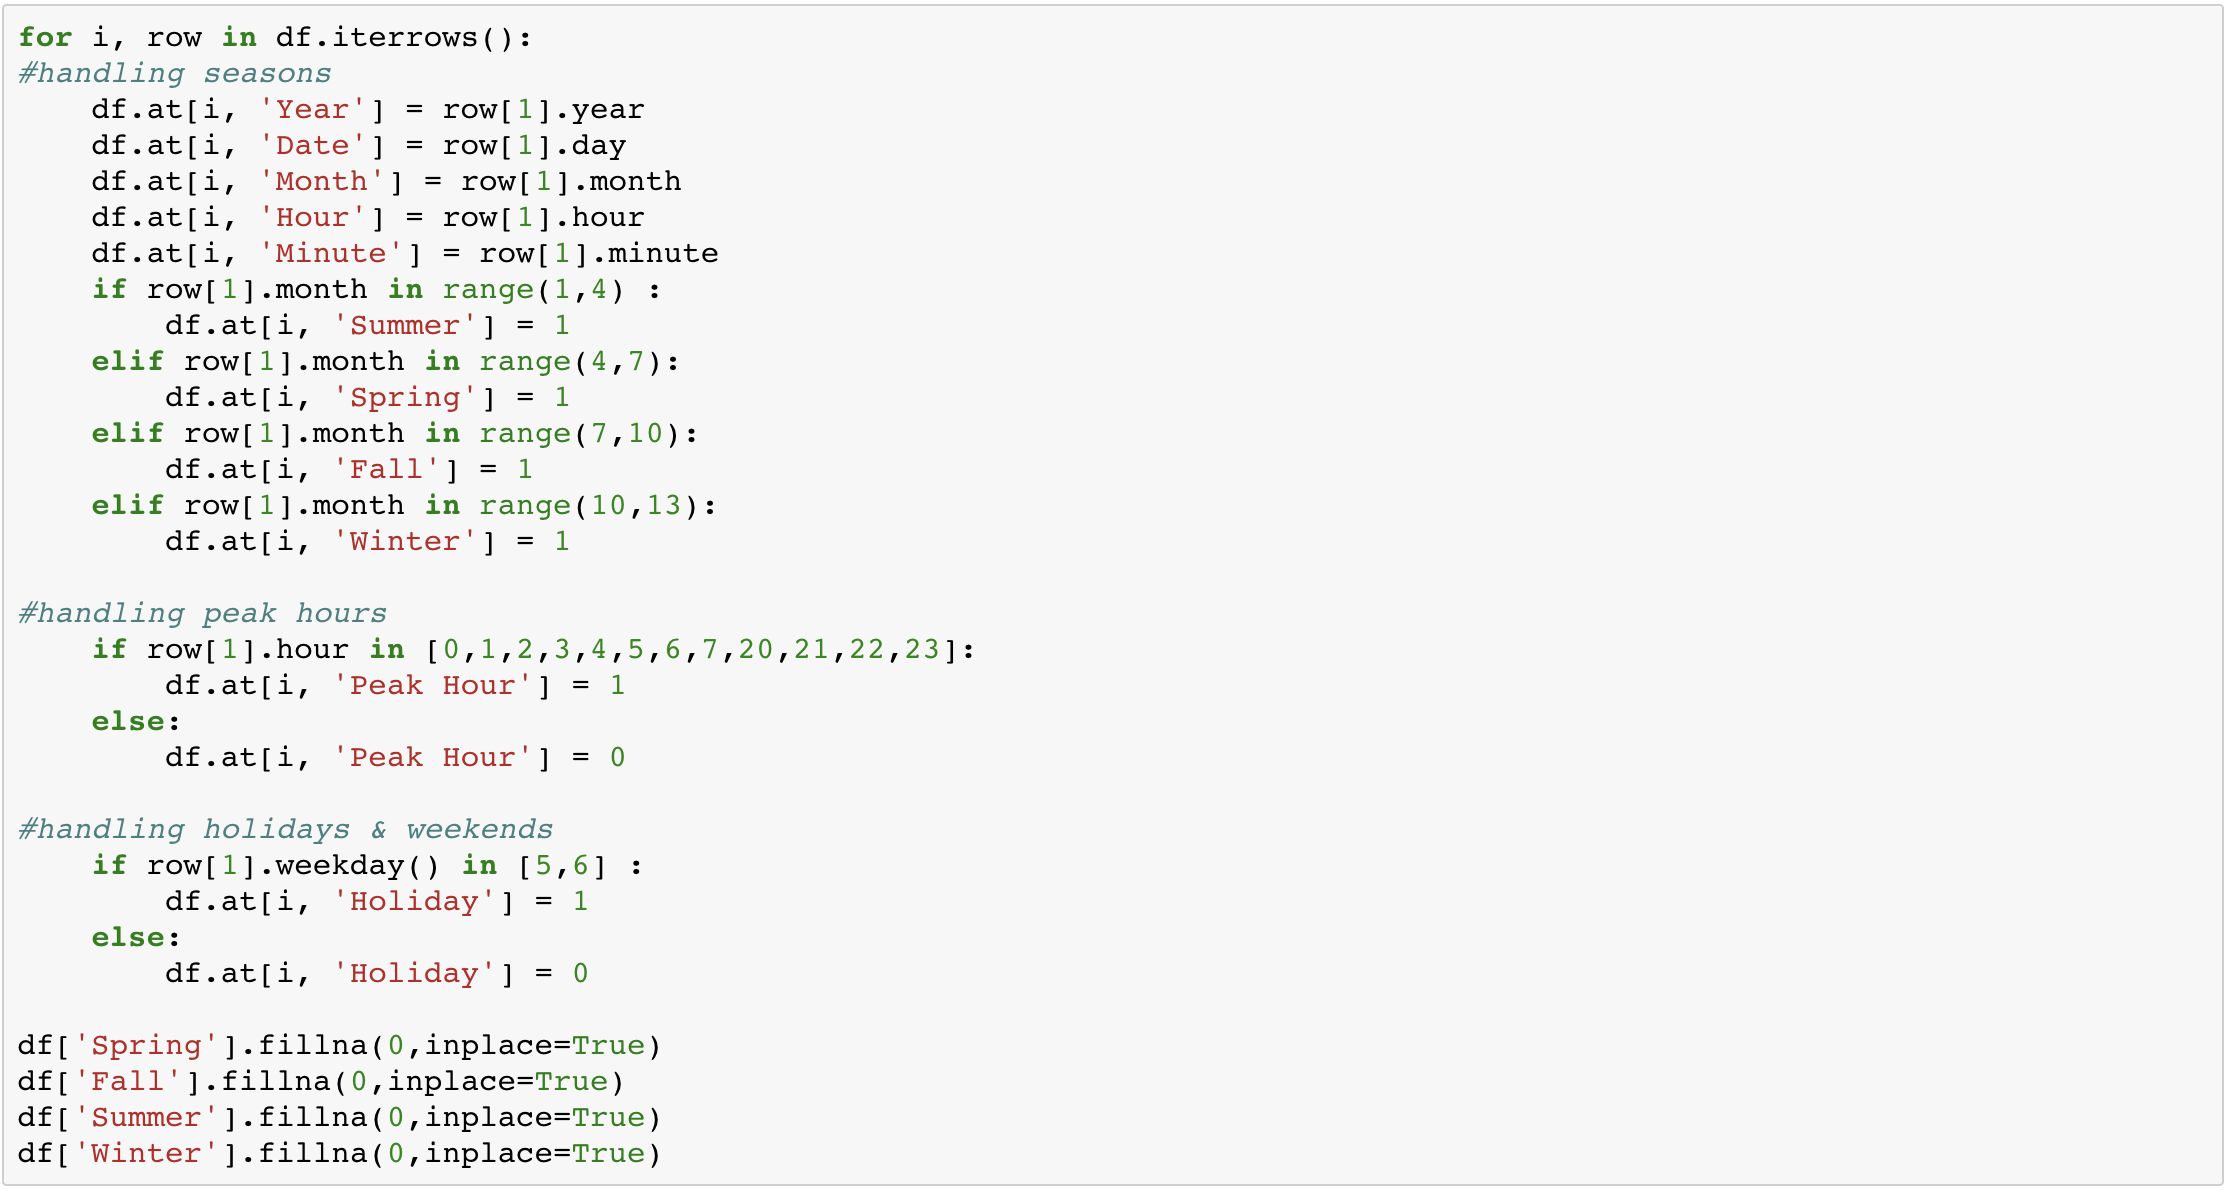 for i, row in df.iterrows():
#handling seasons
    df.at[i, 'Year'] = row[1].year
    df.at[i, 'Date'] = row[1].day
    df.at[i, 'Month'] = row[1].month
    df.at[i, 'Hour'] = row[1].hour
    df.at[i, 'Minute'] = row[1].minute
    if row[1].month in range(1,4) :
        df.at[i, 'Summer'] = 1
    elif row[1].month in range(4,7):
        df.at[i, 'Spring'] = 1
    elif row[1].month in range(7,10):
        df.at[i, 'Fall'] = 1
    elif row[1].month in range(10,13):
        df.at[i, 'Winter'] = 1

#handling peak hours
    if row[1].hour in [0,1,2,3,4,5,6,7,20,21,22,23]:
        df.at[i, 'Peak Hour'] = 1
    else:
        df.at[i, 'Peak Hour'] = 0

#handling holidays & weekends
    if row[1].weekday() in [5,6] :
        df.at[i, 'Holiday'] = 1
    else:
        df.at[i, 'Holiday'] = 0

df['Spring'].fillna(0,inplace=True)
df['Fall'].fillna(0,inplace=True)
df['Summer'].fillna(0,inplace=True)
df['Winter'].fillna(0,inplace=True)